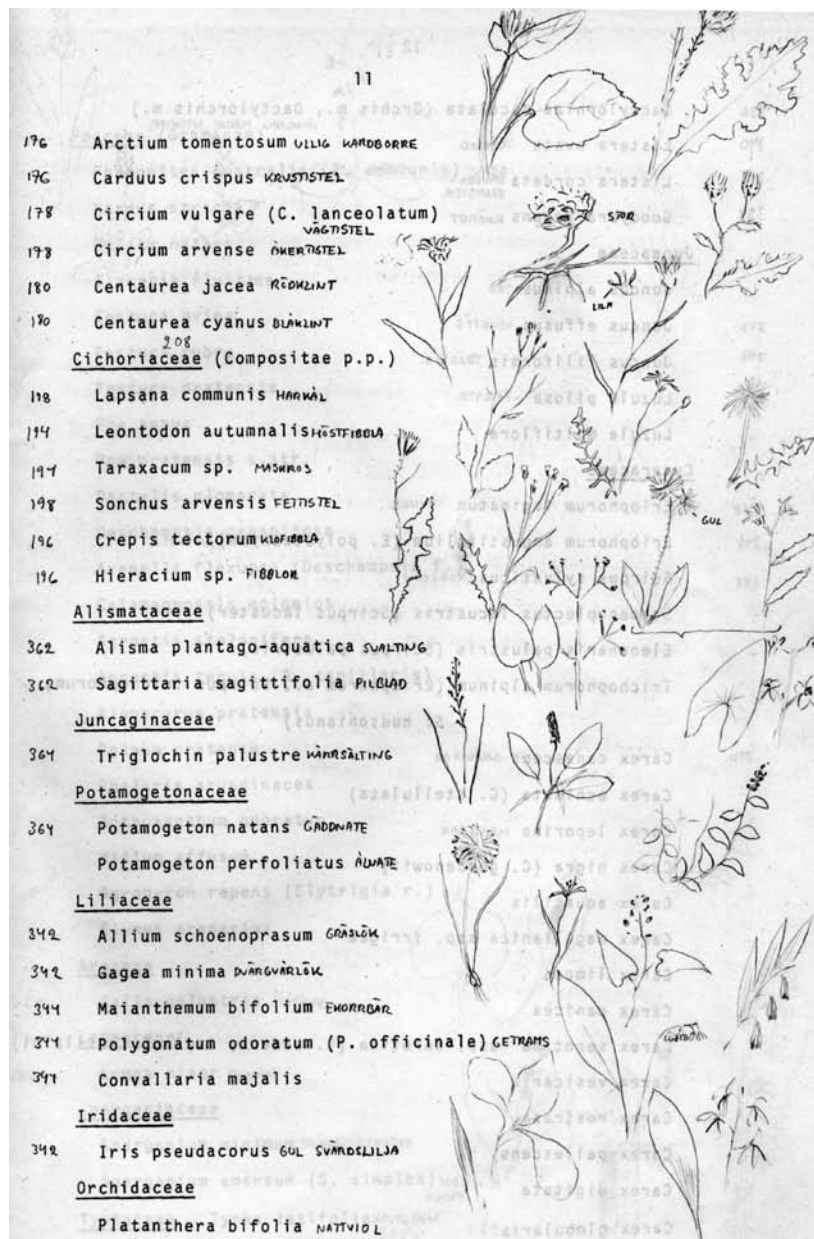 11
176 Arctium tomentosum ULLIG KARDBORRE
176 Carduus crispus KRUSTISTEL
178 Circium vulgare (C. lanceolatum)
VÄGTISTEL
178 Circium arvense ÅKERTISTEL
180 Centaurea jacea RÖDKLINT
180 Centaurea cyanus BLÅKLINT
208
Cichoriaceae (Compositae p.p.)
188 Lapsana communis HARKÅL
194 Leontodon autumnalis HÖSTFIBBLA
194 Taraxacum sp. MASKROS
198 Sonchus arvensis FETTISTEL
196 Crepis tectorum KLOFIBBLA
196 Hieracium sp. FIBBLOR
Alismataceae
362 Alisma plantago-aquatica SVALTING
362 Sagittaria sagittifolia PILBLAD
Juncaginaceae
364 Triglochin palustre KÄRRSÄLTING
Potamogetonaceae
364 Potamogeton natans GÄDDNATE
Potamogeton perfoliatus ÅLNATE
Liliaceae
342 Allium schoenoprasum GRÄSLÖK
342 Gagea minima DVÄRGVÅRLÖK
344 Maianthemum bifolium EKORRBÄR
344 Polygonatum odoratum (P. officinale) GETRAMS
344 Convallaria majalis
Iridaceae
342 Iris pseudacorus GUL SVÄRDSLILJA
Orchidaceae
Platanthera bifolia NATTVIOL
STOR
LILA
GUL